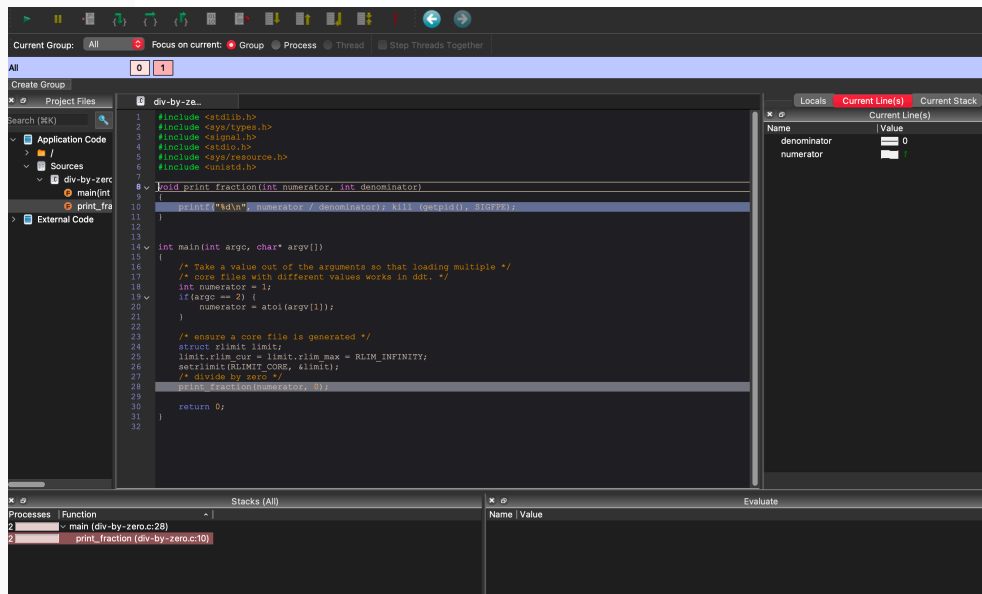 Current Group: All Focus on current: Group Process Thread Step Threads Together
All 0 1
Create Group
Project Files
Search (⌘K)
Application Code
/
Sources
div-by-zerc
main(int
print_fra
External Code
div-by-ze...
1 #include <stdlib.h>
2 #include <sys/types.h>
3 #include <signal.h>
4 #include <stdio.h>
5 #include <sys/resource.h>
6 #include <unistd.h>
7
8 void print_fraction(int numerator, int denominator)
9 {
10 printf("%d\n", numerator / denominator); kill (getpid(), SIGFPE);
11 }
12
13
14 int main(int argc, char* argv[])
15 {
16 /* Take a value out of the arguments so that loading multiple */
17 /* core files with different values works in ddt. */
18 int numerator = 1;
19 if(argc == 2) {
20 numerator = atoi(argv[1]);
21 }
22
23 /* ensure a core file is generated */
24 struct rlimit limit;
25 limit.rlim_cur = limit.rlim_max = RLIM_INFINITY;
26 setrlimit(RLIMIT_CORE, &limit);
27 /* divide by zero */
28 print_fraction(numerator, 0);
29
30 return 0;
31 }
32
Locals Current Line(s) Current Stack
Current Line(s)
Name Value
denominator 0
numerator
Stacks (All)
Processes Function
2 main (div-by-zero.c:28)
2 print_fraction (div-by-zero.c:10)
Evaluate
Name Value